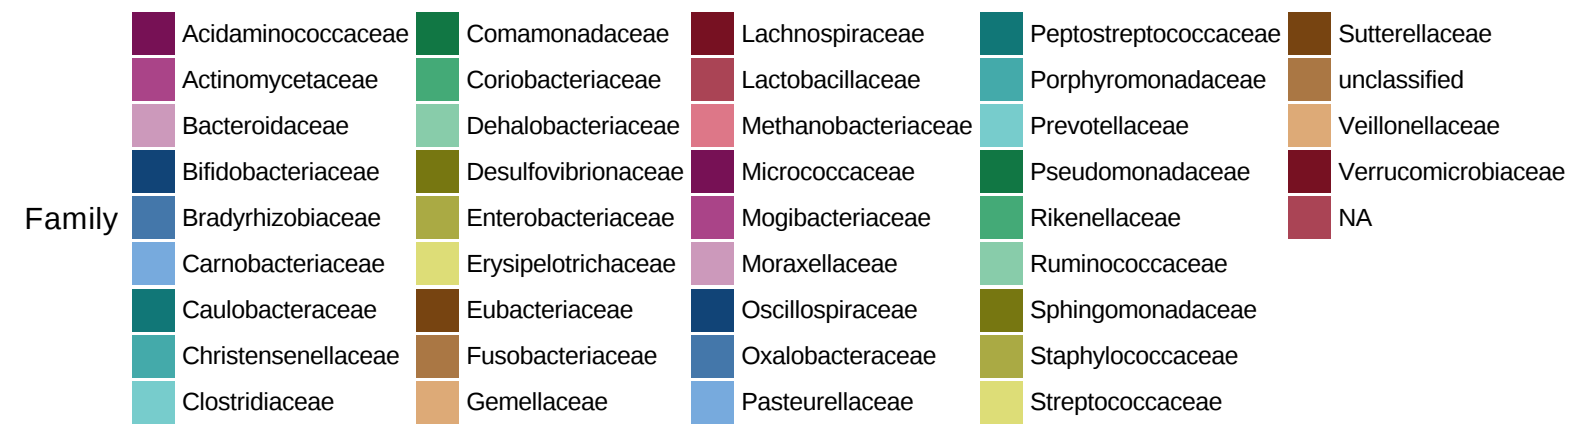 Family
Acidaminococcaceae
Actinomycetaceae
Bacteroidaceae
Bifidobacteriaceae
Bradyrhizobiaceae
Carnobacteriaceae
Caulobacteraceae
Christensenellaceae
Clostridiaceae
Comamonadaceae
Coriobacteriaceae
Dehalobacteriaceae
Desulfovibrionaceae
Enterobacteriaceae
Erysipelotrichaceae
Eubacteriaceae
Fusobacteriaceae
Gemellaceae
Lachnospiraceae
Lactobacillaceae
Methanobacteriaceae
Micrococcaceae
Mogibacteriaceae
Moraxellaceae
Oscillospiraceae
Oxalobacteraceae
Pasteurellaceae
Peptostreptococcaceae
Porphyromonadaceae
Prevotellaceae
Pseudomonadaceae
Rikenellaceae
Ruminococcaceae
Sphingomonadaceae
Staphylococcaceae
Streptococcaceae
Sutterellaceae
unclassified
Veillonellaceae
Verrucomicrobiaceae
NA